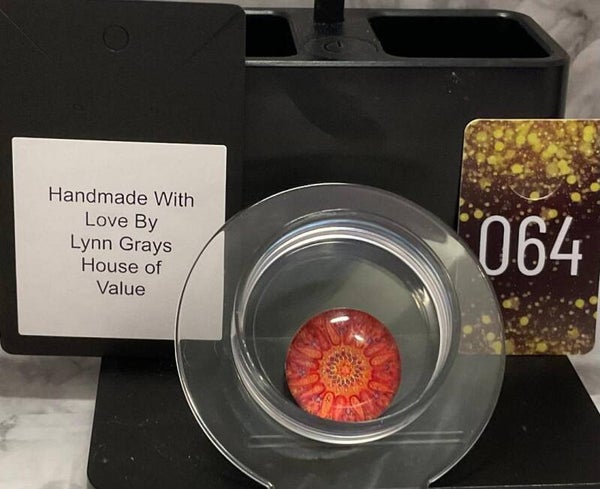 Handmade With
Love By
Lynn Grays
House of
Value
064